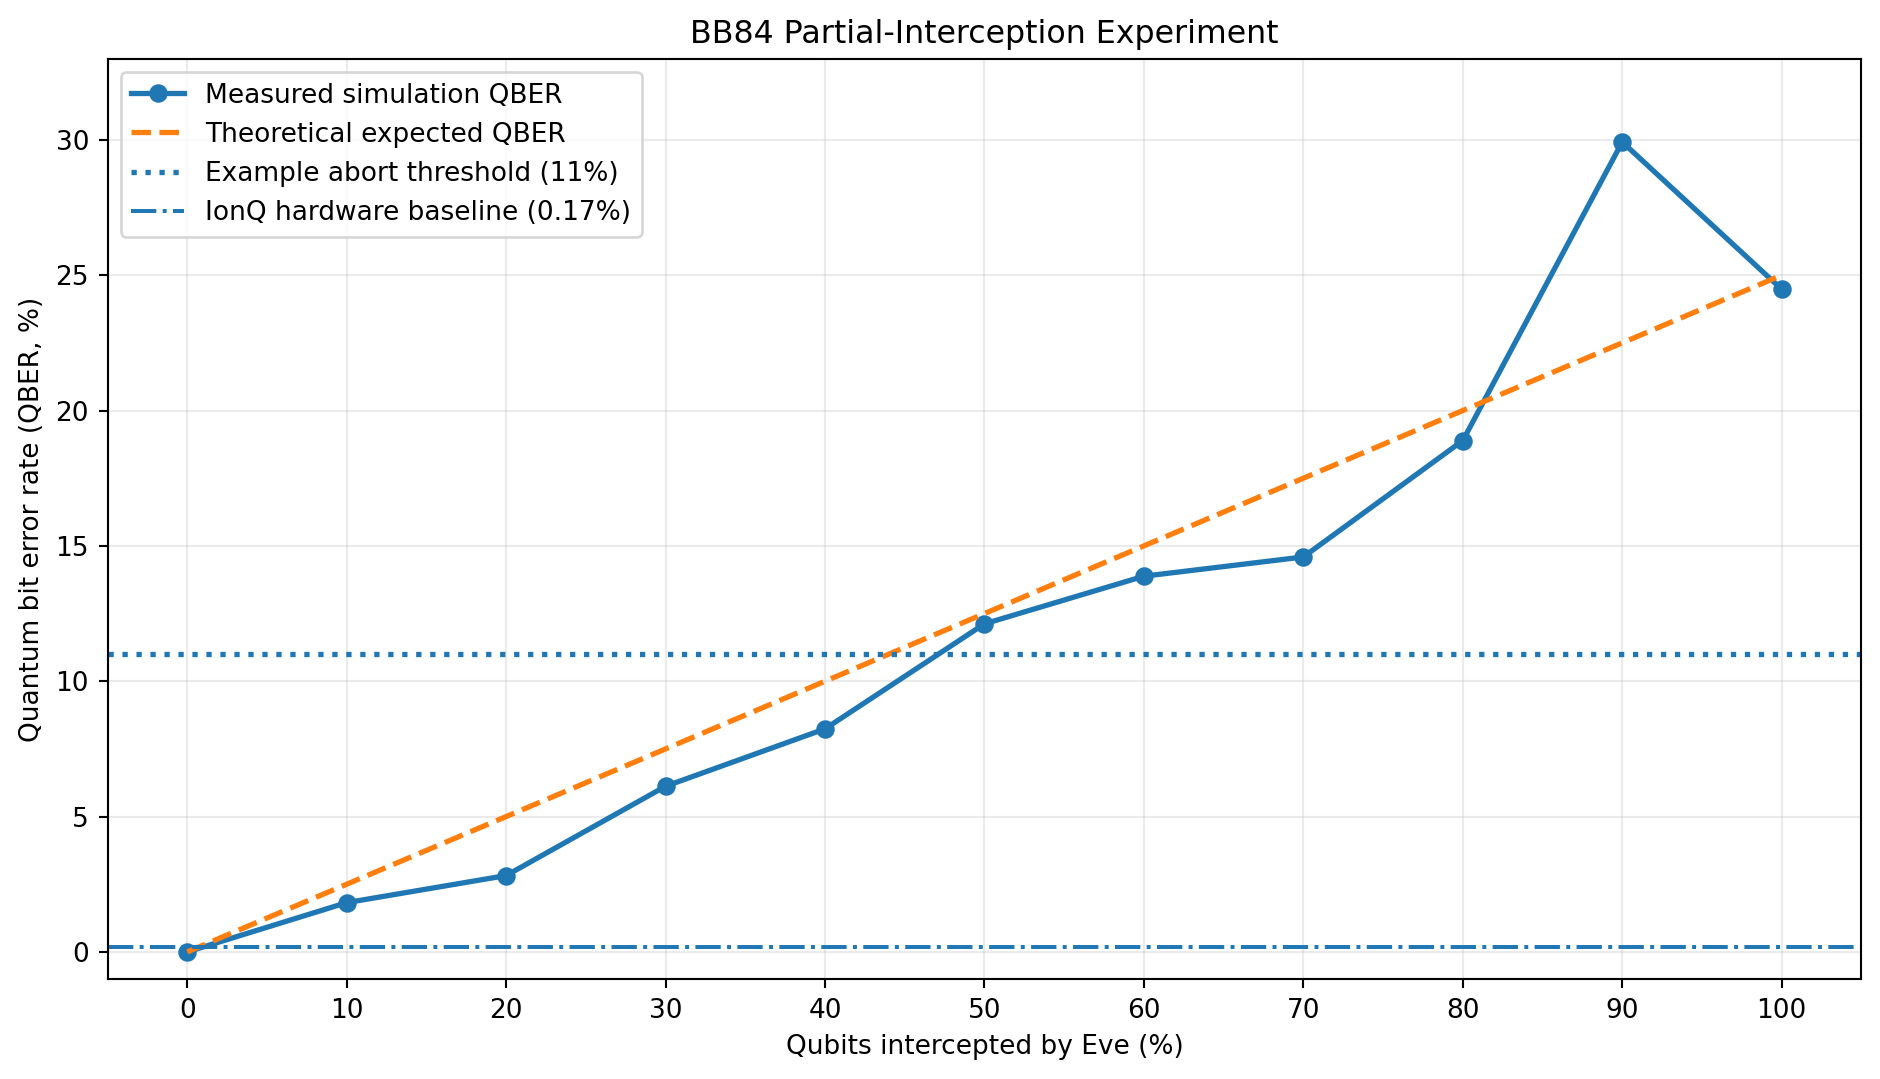 BB84 Partial-Interception Experiment
Measured simulation QBER
Theoretical expected QBER
Example abort threshold (11%)
IonQ hardware baseline (0.17%)
Quantum bit error rate (QBER, %)
30
25
20
15
10
5
0
0 10 20 30 40 50 60 70 80 90 100
Qubits intercepted by Eve (%)